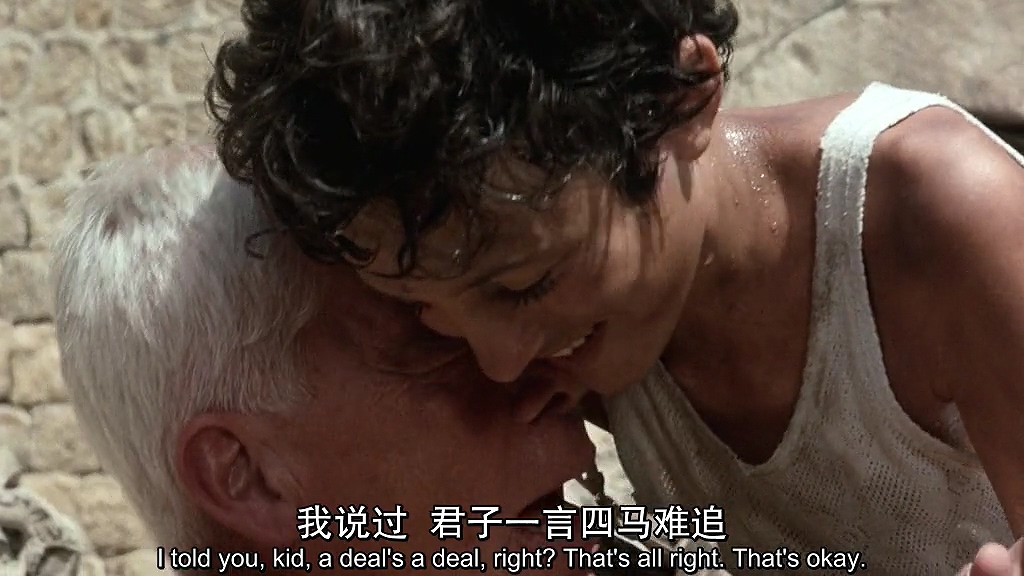 我说过 君子一言四马难追
I told you, kid, a deal's a deal, right? That's all right. That's okay.